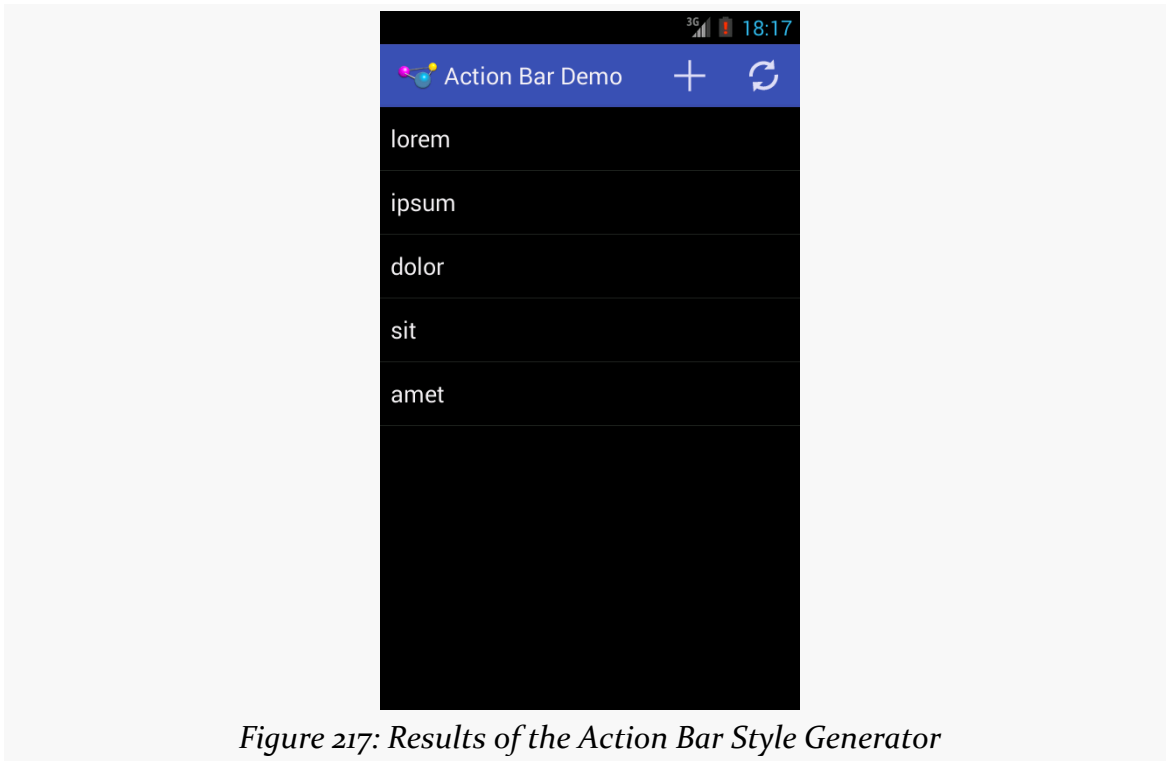 3G 18:17
Action Bar Demo
lorem
ipsum
dolor
sit
amet
Figure 217: Results of the Action Bar Style Generator